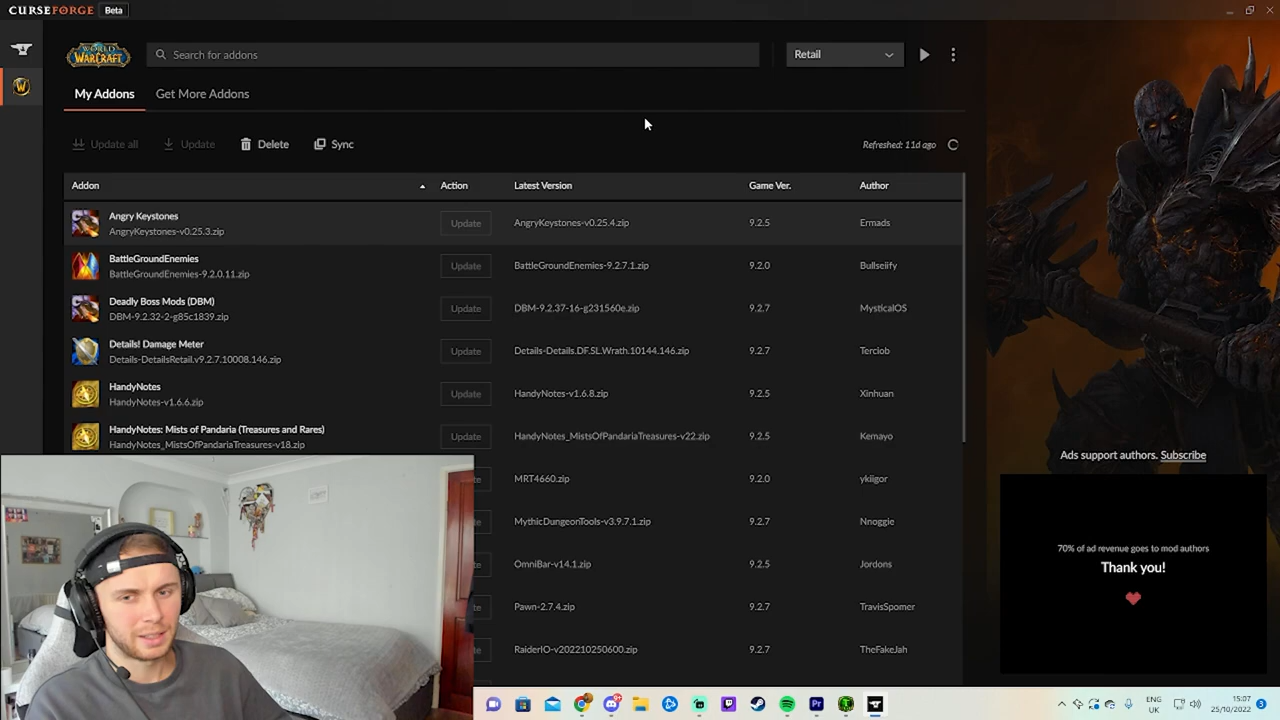 CURSEFORGE Beta
WORLD WARCRAFT
Search for addons
Retail
My Addons Get More Addons
Update all Update Delete Sync
Refreshed: 11d ago
Addon Action Latest Version Game Ver. Author
Angry Keystones
AngryKeystones-v0.25.3.zip
Update AngryKeystones-v0.25.4.zip 9.2.5 Ermads
BattleGroundEnemies
BattleGroundEnemies-9.2.0.11.zip
Update BattleGroundEnemies-9.2.7.1.zip 9.2.0 Bullseiify
Deadly Boss Mods (DBM)
DBM-9.2.32-2-g85c1839.zip
Update DBM-9.2.37-16-g231560e.zip 9.2.7 MysticalOS
Details! Damage Meter
Details-DetailsRetail.v9.2.7.10008.146.zip
Update Details-Details.DF.SL.Wrath.10144.146.zip 9.2.7 Terciob
HandyNotes
HandyNotes-v1.6.6.zip
Update HandyNotes-v1.6.8.zip 9.2.5 Xinhuan
HandyNotes: Mists of Pandaria (Treasures and Rares)
HandyNotes_MistsOfPandariaTreasures-v18.zip
Update HandyNotes_MistsOfPandariaTreasures-v22.zip 9.2.5 Kemayo
MRT4660.zip 9.2.0 ykiigor
MythicDungeonTools-v3.9.7.1.zip 9.2.7 Nnoggie
OmniBar-v14.1.zip 9.2.5 Jordons
Pawn-2.7.4.zip 9.2.7 TravisSpomer
RaiderIO-v202210250600.zip 9.2.7 TheFakeJah
Ads support authors. Subscribe
70% of ad revenue goes to mod authors
Thank you!
ENG
UK
15:07
25/10/2022
3